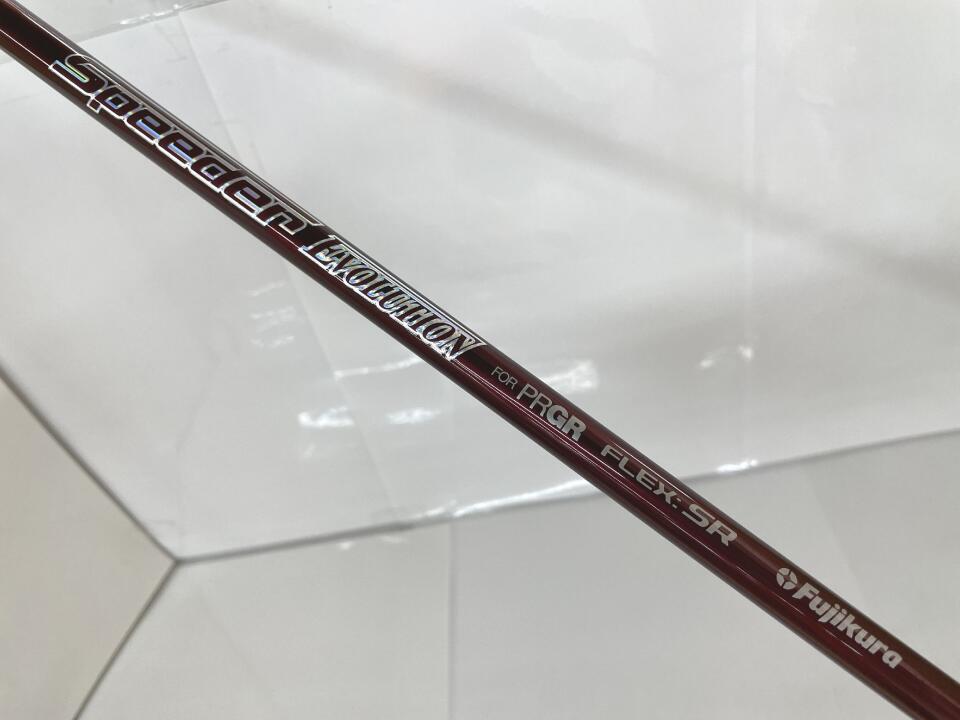 Speeder EVOLUTION FOR PRGR FLEX: SR Fujikura